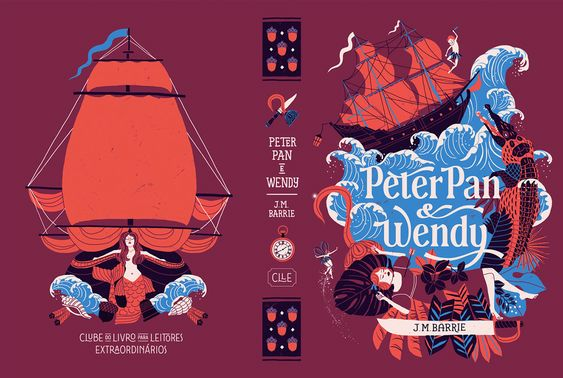 CLUBE DO LIVRO PARA LEITORES
EXTRAORDINÁRIOS
PETER
PAN
E
WENDY
J.M.
BARRIE
CLLE
Peter Pan
&
Wendy
J.M. BARRIE